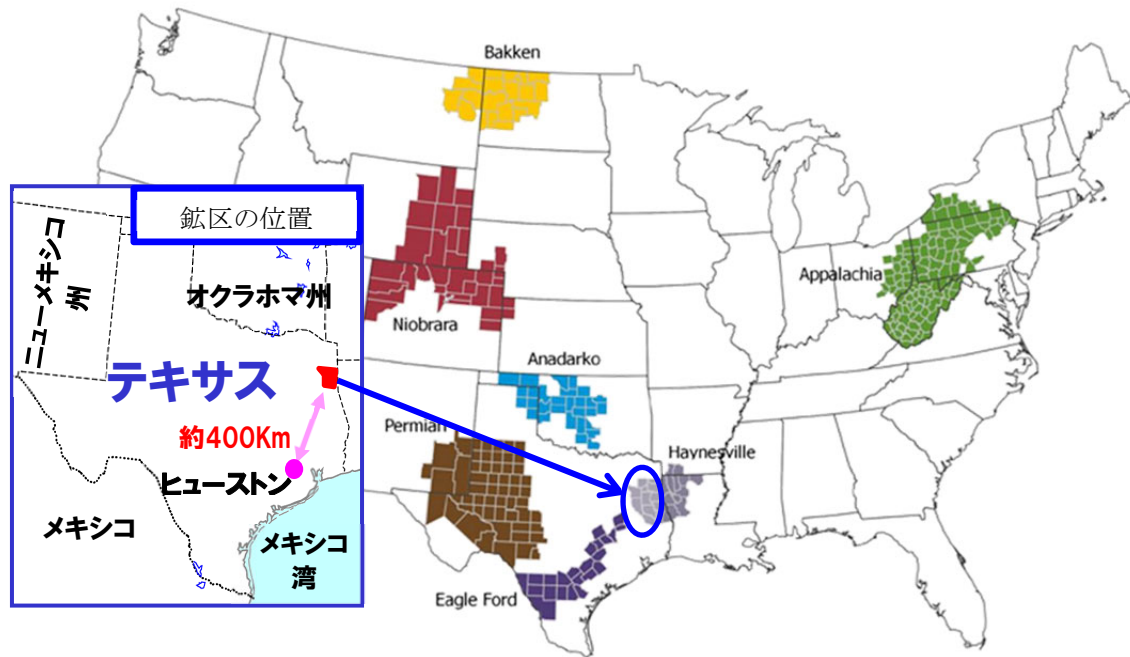 Bakken
鉱区の位置
ニューメキシコ
州
オクラホマ州
Appalachia
Niobrara
Anadarko
テキサス
Permian
約400Km
Haynesville
ヒューストン
メキシコ
メキシコ
湾
Eagle Ford